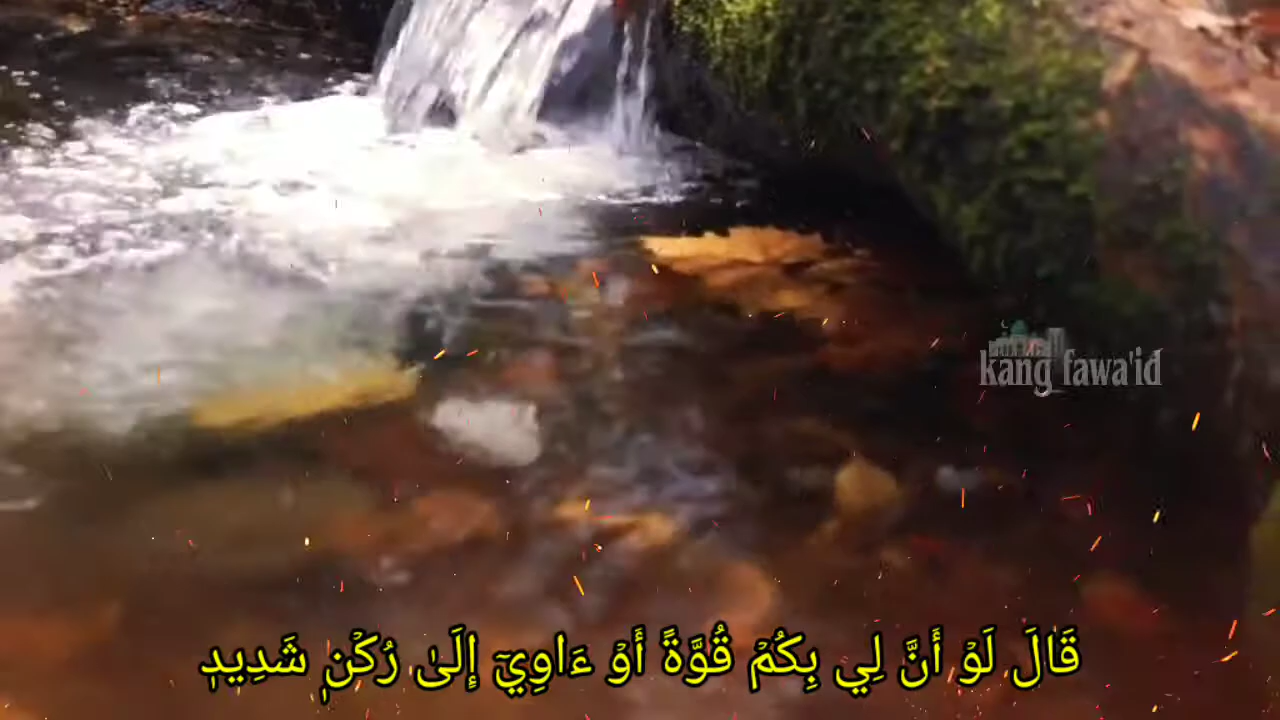 kang fawa'id
قَالَ لَوۡ أَنَّ لِي بِكُمۡ قُوَّةً أَوۡ ءَاوِيٓ إِلَىٰ رُكۡنٖ شَدِيدٖ